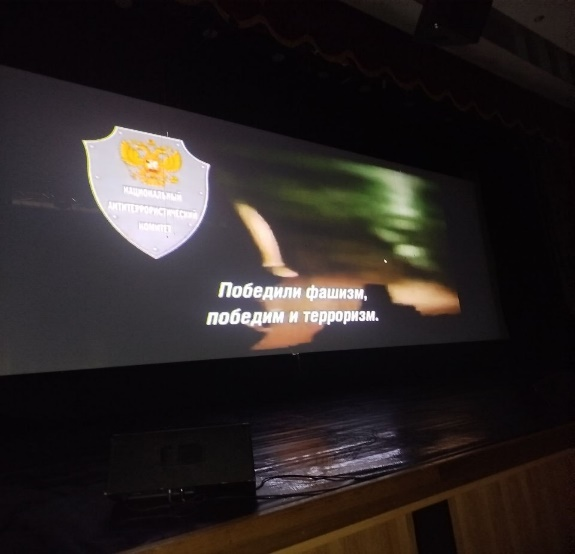 НАЦИОНАЛЬНЫЙ
АНТИТЕРРОРИСТИЧЕСКИЙ
КОМИТЕТ
Победили фашизм,
победим и терроризм.